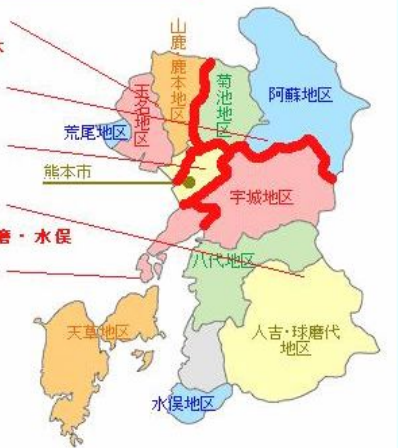 山鹿・鹿本地区
菊池地区
阿蘇地区
玉名地区
荒尾地区
熊本市
宇城地区
磨・水俣
八代地区
天草地区
人吉・球磨代
地区
水俣地区